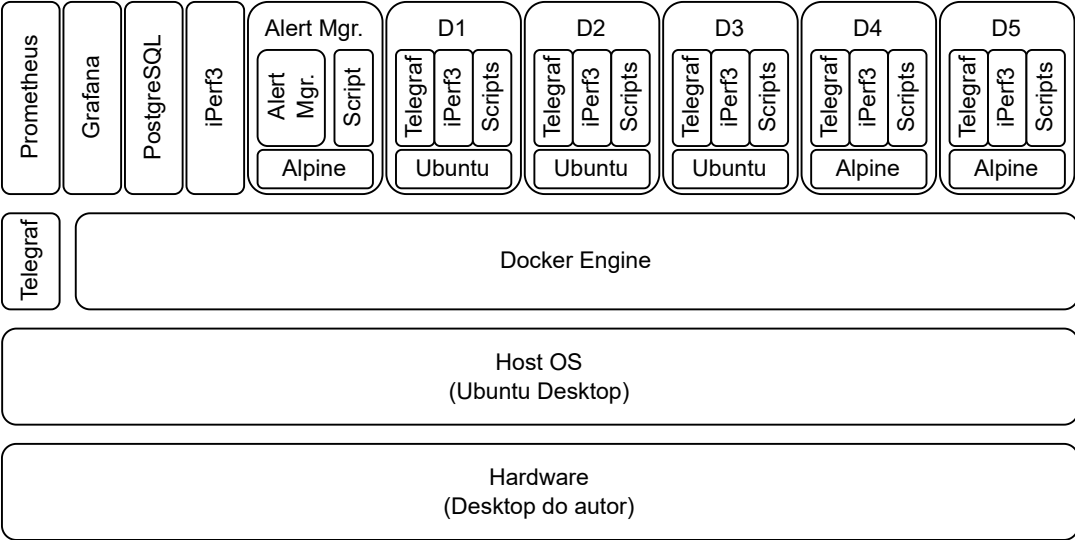 Prometheus
Grafana
PostgreSQL
iPerf3
Alert Mgr.
Alert
Mgr.
Script
Alpine
D1
Telegraf
iPerf3
Scripts
Ubuntu
D2
Telegraf
iPerf3
Scripts
Ubuntu
D3
Telegraf
iPerf3
Scripts
Ubuntu
D4
Telegraf
iPerf3
Scripts
Alpine
D5
Telegraf
iPerf3
Scripts
Alpine
Telegraf
Docker Engine
Host OS
(Ubuntu Desktop)
Hardware
(Desktop do autor)